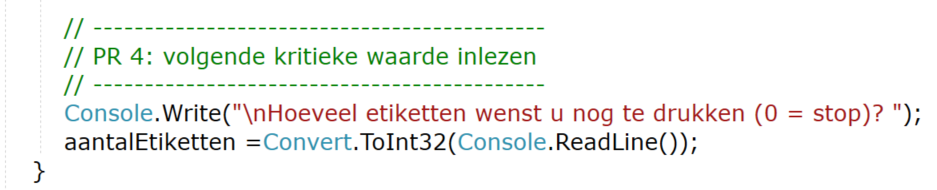 // --------------------------------------------
// PR 4: volgende kritieke waarde inlezen
// --------------------------------------------
Console.Write("\nHoeveel etiketten wenst u nog te drukken (0 = stop)? ");
aantalEtiketten =Convert.ToInt32(Console.ReadLine());
}